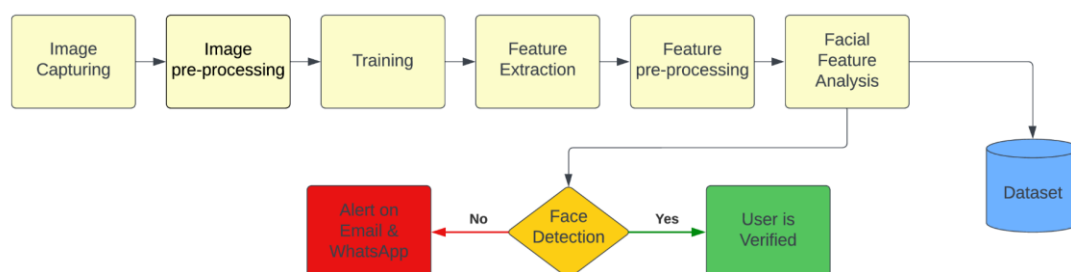 Image
Capturing
Image
pre-processing
Training
Feature
Extraction
Feature
pre-processing
Facial
Feature
Analysis
Dataset
Alert on
Email &
WhatsApp
No
Face
Detection
Yes
User is
Verified